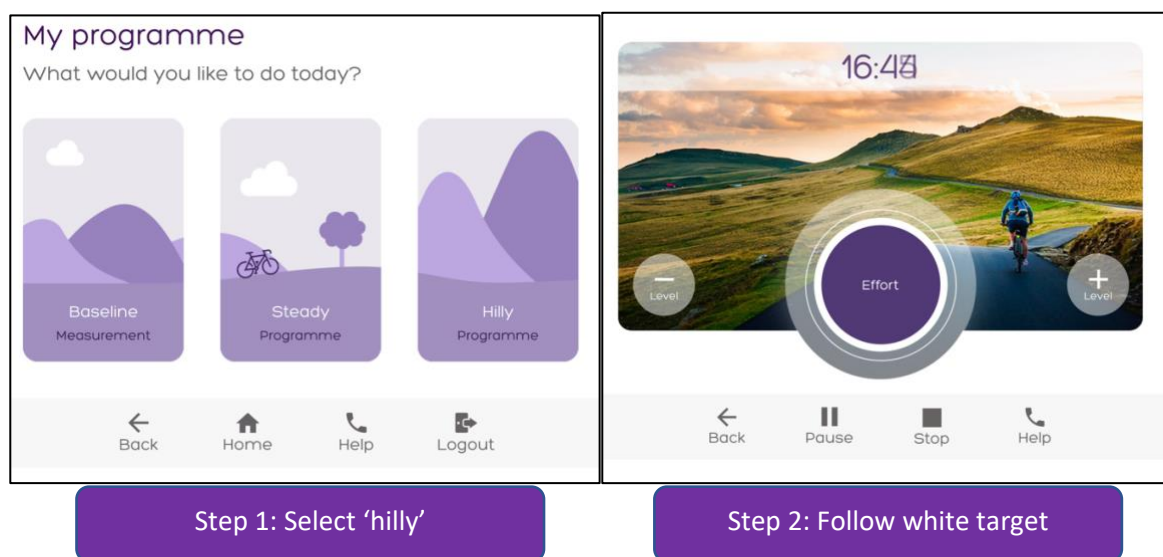 My programme
What would you like to do today?
Baseline
Measurement
Steady
Programme
Hilly
Programme
Back
Home
Help
Logout
Step 1: Select ‘hilly’
Effort
Level
Level
Back
Pause
Stop
Help
Step 2: Follow white target